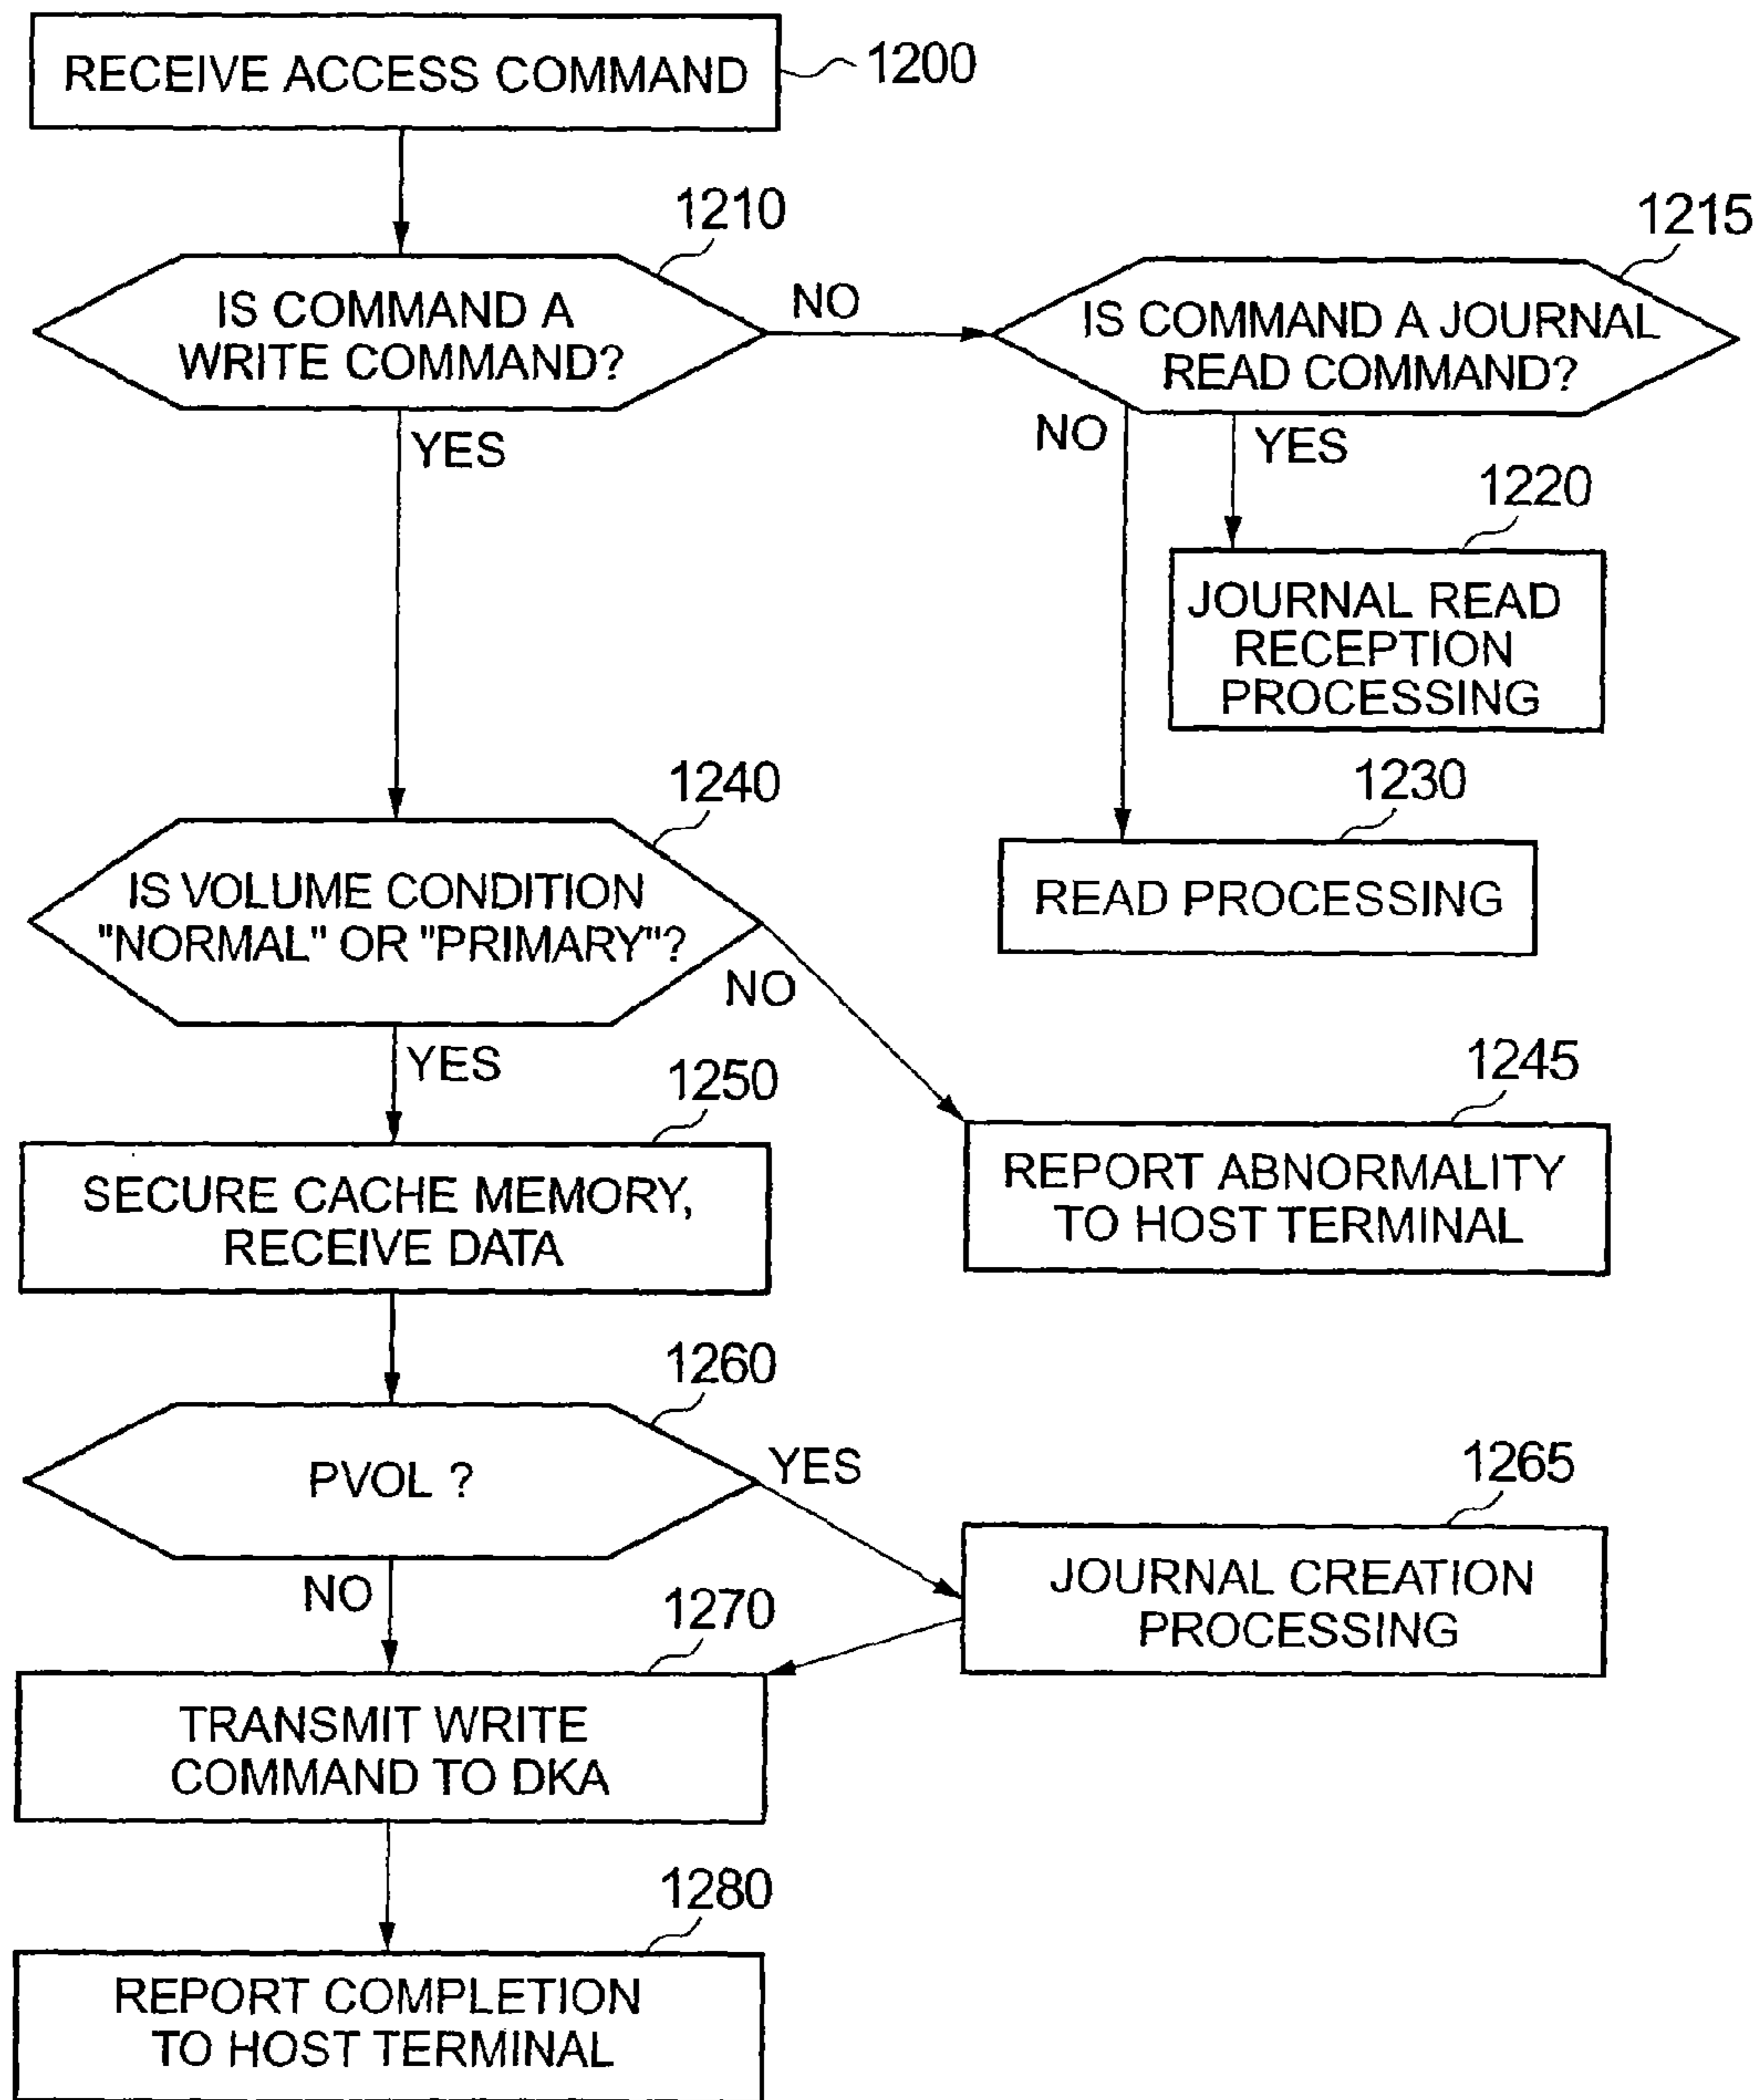 RECEIVE ACCESS COMMAND
1200
1210
1215
IS COMMAND A
WRITE COMMAND?
NO
IS COMMAND A JOURNAL
READ COMMAND?
YES
NO
YES
1220
JOURNAL READ
RECEPTION
PROCESSING
1230
READ PROCESSING
1240
IS VOLUME CONDITION
"NORMAL" OR "PRIMARY"?
NO
YES
1245
REPORT ABNORMALITY
TO HOST TERMINAL
1250
SECURE CACHE MEMORY,
RECEIVE DATA
1260
PVOL ?
YES
NO
1265
JOURNAL CREATION
PROCESSING
1270
TRANSMIT WRITE
COMMAND TO DKA
1280
REPORT COMPLETION
TO HOST TERMINAL